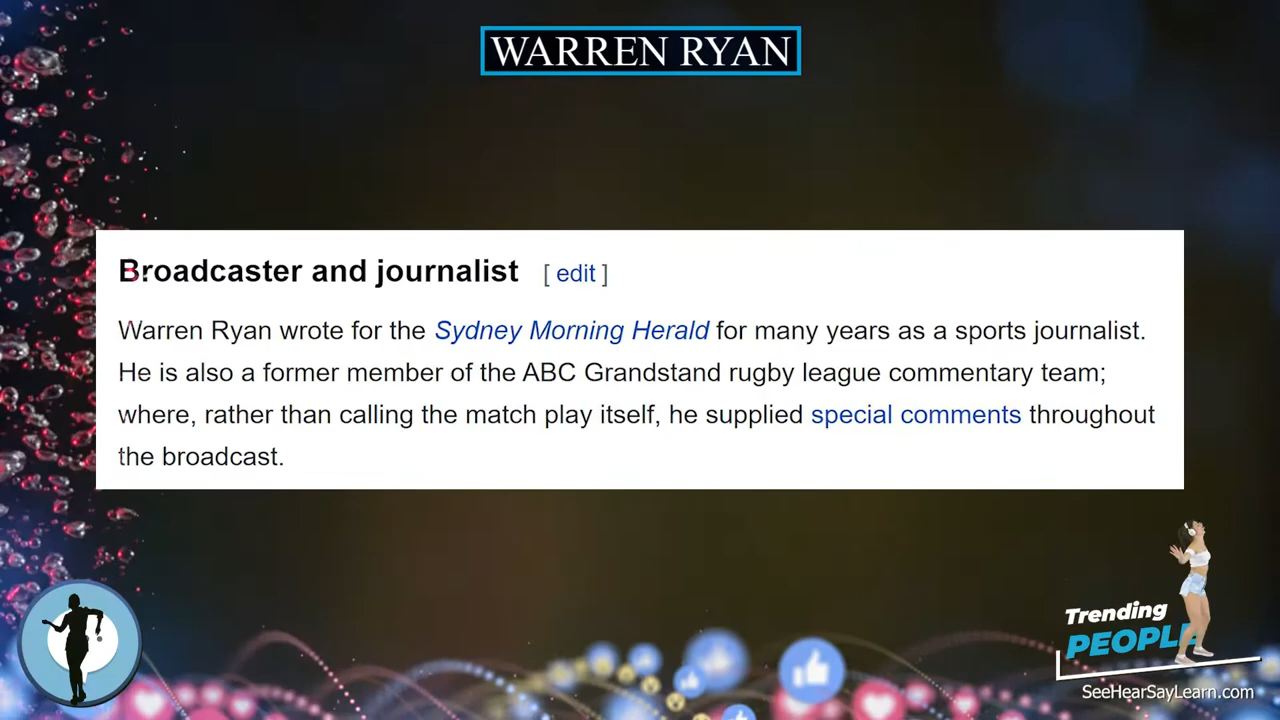 WARREN RYAN
Broadcaster and journalist [ edit ]
Warren Ryan wrote for the Sydney Morning Herald for many years as a sports journalist.
He is also a former member of the ABC Grandstand rugby league commentary team;
where, rather than calling the match play itself, he supplied special comments throughout
the broadcast.
Trending
PEOPLE
SeeHearSayLearn.com